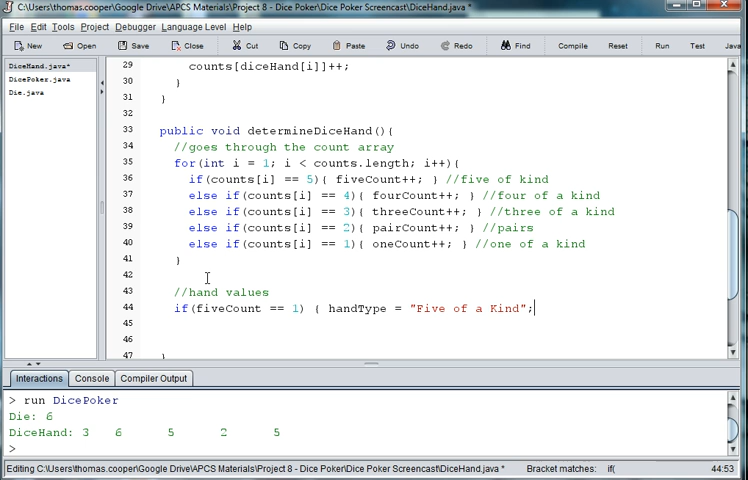 C:\Users\thomas.cooper\Google Drive\APCS Materials\Project 8 - Dice Poker\Dice Poker Screencast\DiceHand.java *
File Edit Tools Project Debugger Language Level Help
New Open Save Close Cut Copy Paste Undo Redo Find Compile Reset Run Test Java
DiceHand.java*
DicePoker.java
Die.java
29 counts[diceHand[i]]++;
30 }
31 }
32
33 public void determineDiceHand(){
34 //goes through the count array
35 for(int i = 1; i < counts.length; i++){
36 if(counts[i] == 5){ fiveCount++; } //five of kind
37 else if(counts[i] == 4){ fourCount++; } //four of a kind
38 else if(counts[i] == 3){ threeCount++; } //three of a kind
39 else if(counts[i] == 2){ pairCount++; } //pairs
40 else if(counts[i] == 1){ oneCount++; } //one of a kind
41 }
42
43 //hand values
44 if(fiveCount == 1) { handType = "Five of a Kind";
45
46
47 }
Interactions Console Compiler Output
> run DicePoker
Die: 6
DiceHand: 3 6 5 2 5
>
Editing C:\Users\thomas.cooper\Google Drive\APCS Materials\Project 8 - Dice Poker\Dice Poker Screencast\DiceHand.java * Bracket matches: if( 44:53